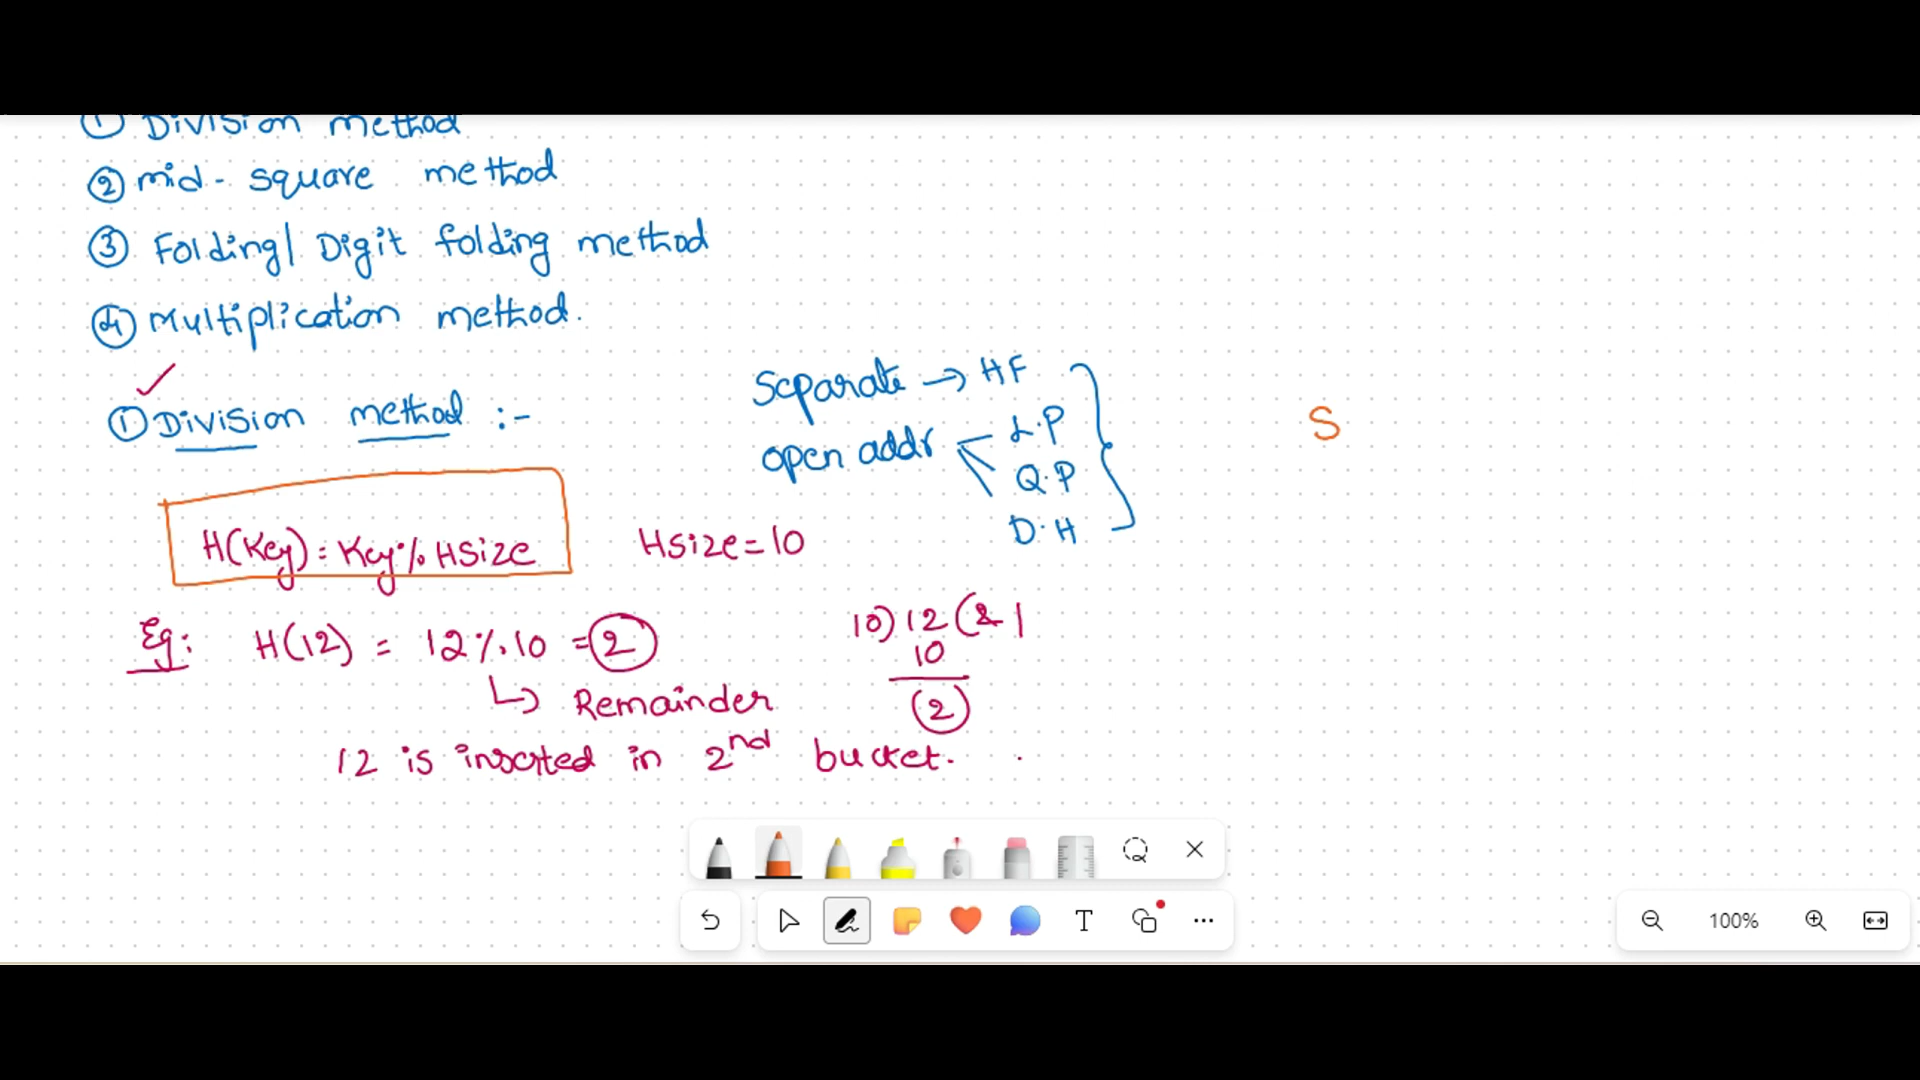 ① Division method
② mid-square method
③ Folding/ Digit folding method
④ Multiplication method.
① Division method :-
Separate → HF
open addr L.P
Q.P
D.H
S
H(Key) = Key % HSize
Hsize = 10
Eg: H(12) = 12 % 10 = 2
↳ Remainder
10) 12 ( 1
10
2
12 is inserted in 2nd bucket.
T
100%